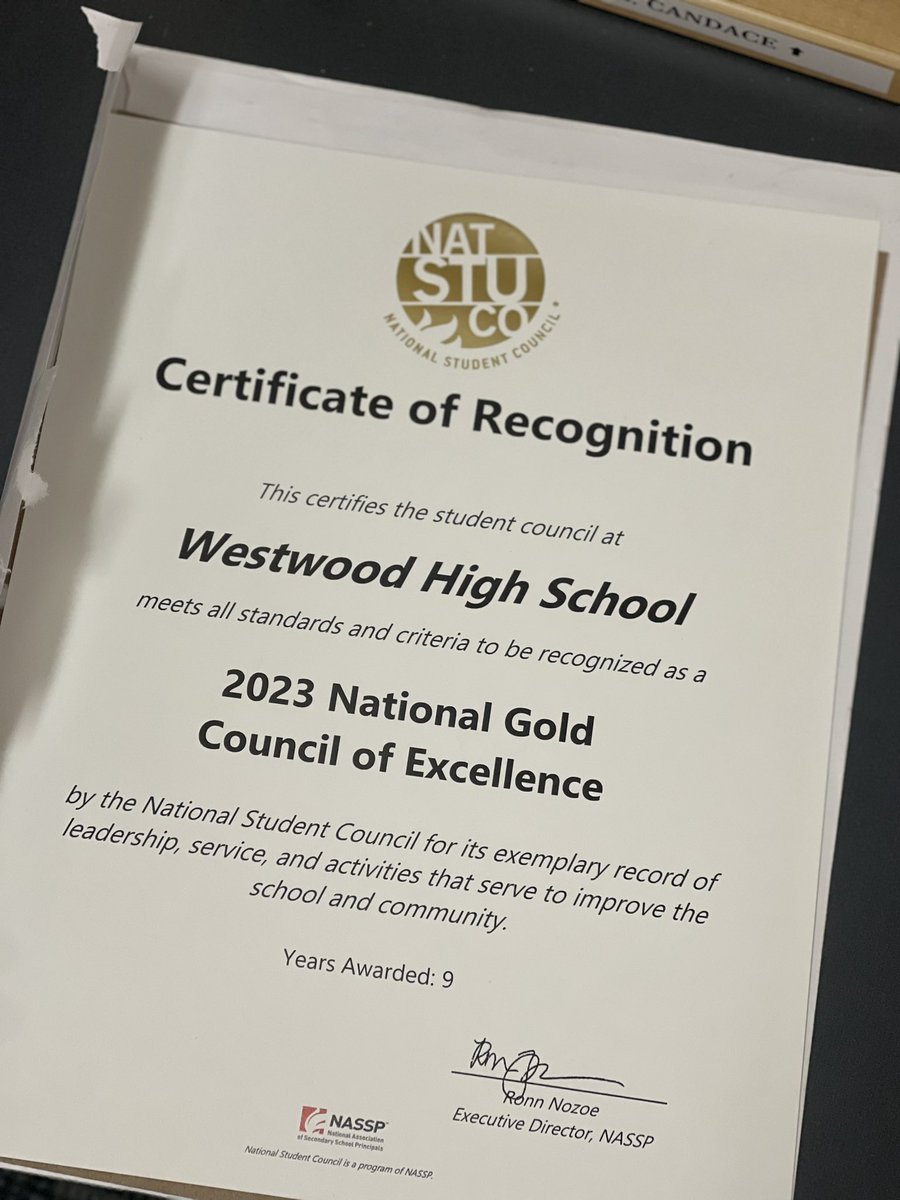 CANDACE
NAT
STU
CO
NATIONAL STUDENT COUNCIL
Certificate of Recognition
This certifies the student council at
Westwood High School
meets all standards and criteria to be recognized as a
2023 National Gold
Council of Excellence
by the National Student Council for its exemplary record of
leadership, service, and activities that serve to improve the
school and community.
Years Awarded: 9
Ronn Nozoe
Executive Director, NASSP
NASSP
National Association
of Secondary School Principals
National Student Council is a program of NASSP.